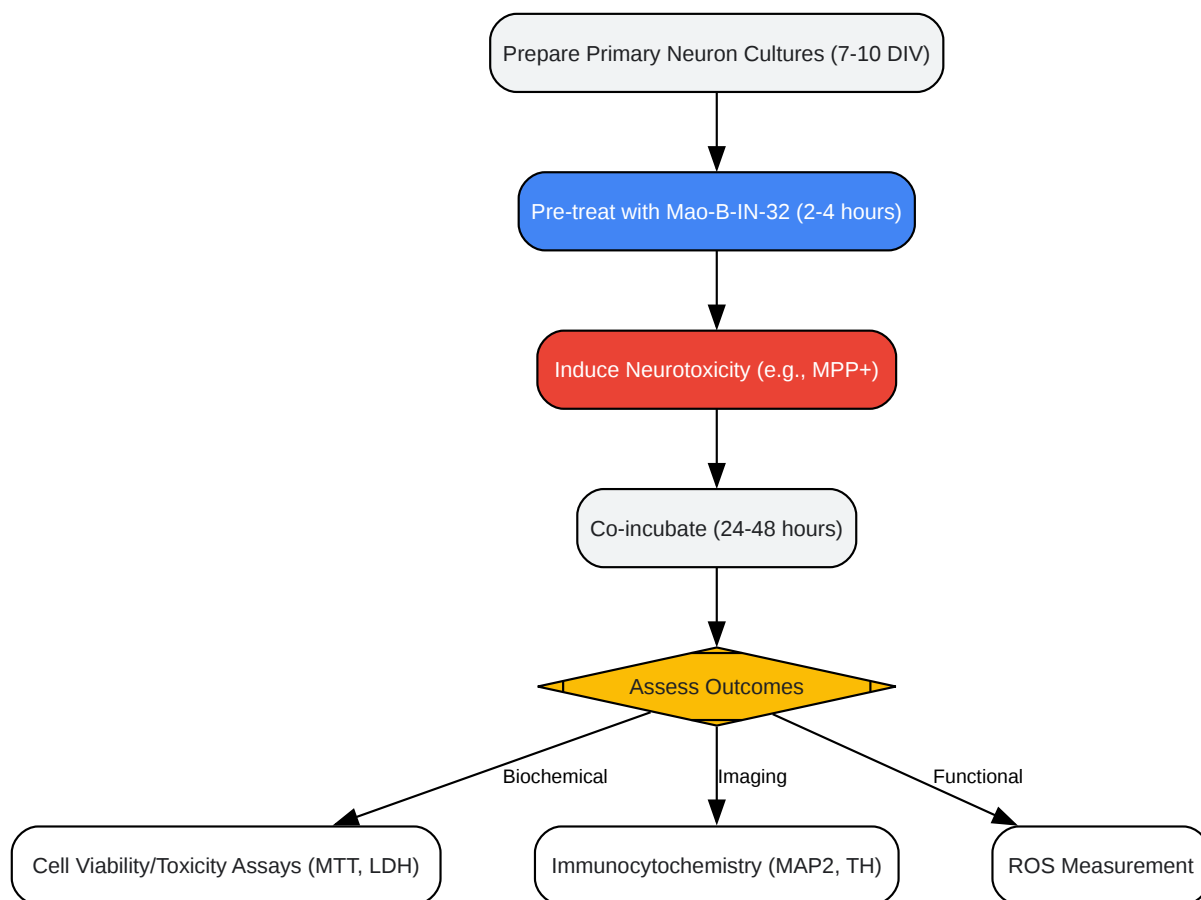 Prepare Primary Neuron Cultures (7-10 DIV)
Pre-treat with Mao-B-IN-32 (2-4 hours)
Induce Neurotoxicity (e.g., MPP+)
Co-incubate (24-48 hours)
Assess Outcomes
Biochemical
Imaging
Functional
Cell Viability/Toxicity Assays (MTT, LDH)
Immunocytochemistry (MAP2, TH)
ROS Measurement